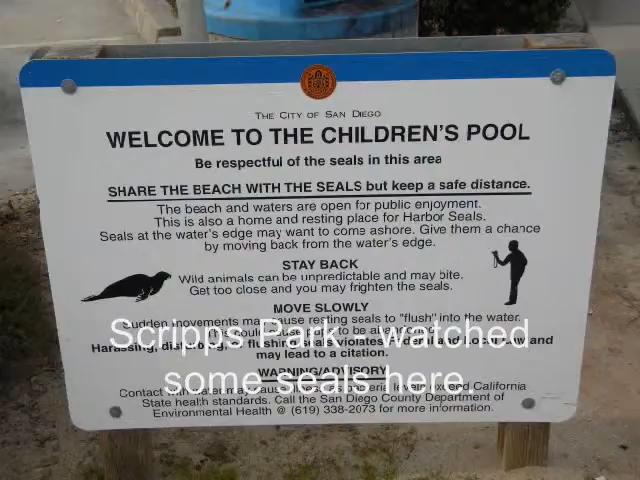 THE CITY OF SAN DIEGO
WELCOME TO THE CHILDREN'S POOL
Be respectful of the seals in this area
SHARE THE BEACH WITH THE SEALS but keep a safe distance.
The beach and waters are open for public enjoyment.
This is also a home and resting place for Harbor Seals.
Seals at the water's edge may want to come ashore. Give them a chance
by moving back from the water's edge.
STAY BACK
Wild animals can be unpredictable and may bite.
Get too close and you may frighten the seals.
MOVE SLOWLY
Sudden movements may cause resting seals to "flush" into the water.
to be abandoned.
Scripps Park, watched
Harassing, disturbing, or flushing seals violates Federal and Local Law and
may lead to a citation.
WARNING/ADVISORY
some seals here.
Contact with water may cause illness as bacteria levels exceed California
State health standards. Call the San Diego County Department of
Environmental Health @ (619) 338-2073 for more information.